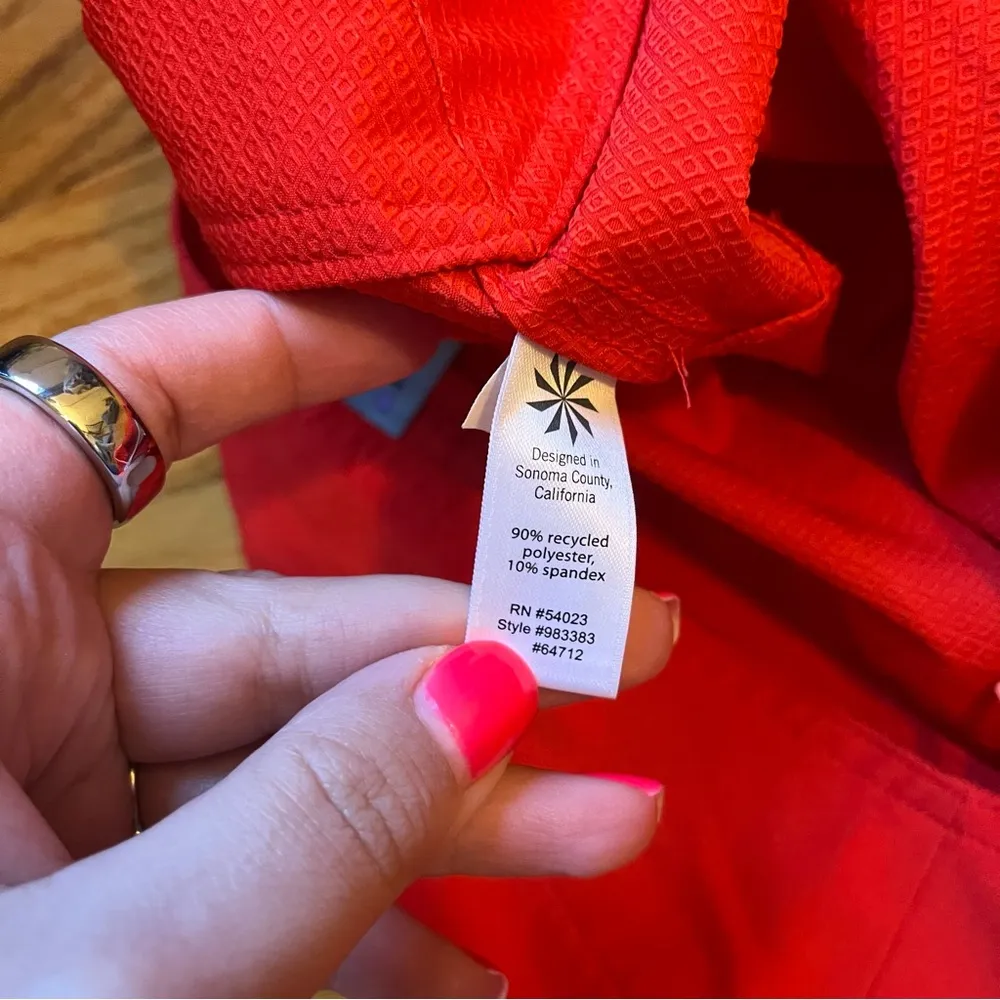 Designed in
Sonoma County,
California
90% recycled
polyester,
10% spandex
RN #54023
Style #983383
#64712